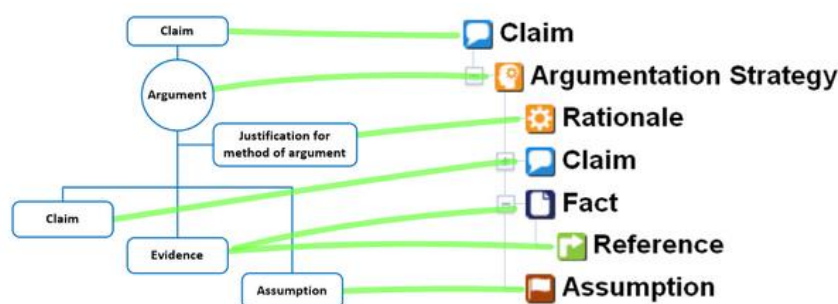 Claim
Argument
Justification for
method of argument
Claim
Evidence
Assumption
Claim
Argumentation Strategy
Rationale
Claim
Fact
Reference
Assumption